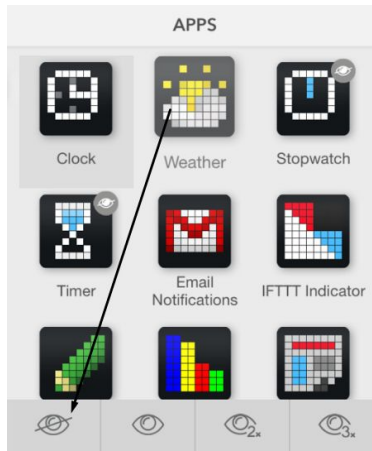 APPS
Clock
Weather
Stopwatch
Timer
Email
Notifications
IFTTT Indicator
2x
3x